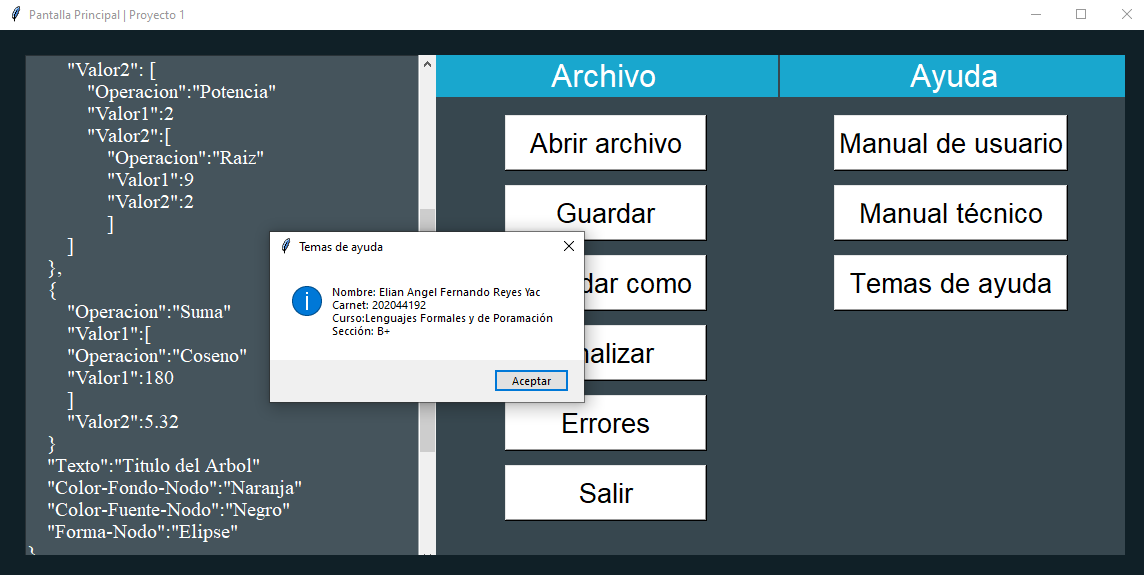 Pantalla Principal | Proyecto 1
"Valor2": [
"Operacion":"Potencia"
"Valor1":2
"Valor2":[
"Operacion":"Raiz"
"Valor1":9
"Valor2":2
]
]
},
{
"Operacion":"Suma"
"Valor1":[
"Operacion":"Coseno"
"Valor1":180
]
"Valor2":5.32
}
"Texto":"Titulo del Arbol"
"Color-Fondo-Nodo":"Naranja"
"Color-Fuente-Nodo":"Negro"
"Forma-Nodo":"Elipse"
}
Archivo
Abrir archivo
Guardar
dar como
alizar
Errores
Salir
Ayuda
Manual de usuario
Manual técnico
Temas de ayuda
Temas de ayuda
Nombre: Elian Angel Fernando Reyes Yac
Carnet: 202044192
Curso:Lenguajes Formales y de Poramación
Sección: B+
Aceptar